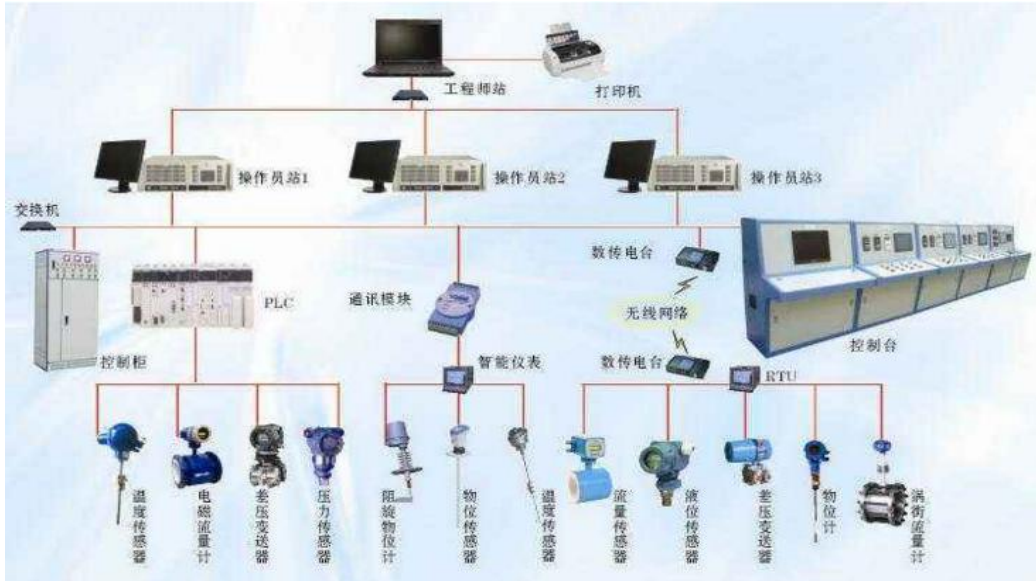 工程师站
打印机
操作员站1
操作员站2
操作员站3
交换机
数传电台
PLC
通讯模块
无线网络
控制台
控制柜
智能仪表
数传电台
RTU
温度传感器
电磁流量计
差压变送器
压力传感器
阻旋物位计
物位传感器
温度传感器
流量传感器
液位传感器
差压变送器
物位计
涡街流量计